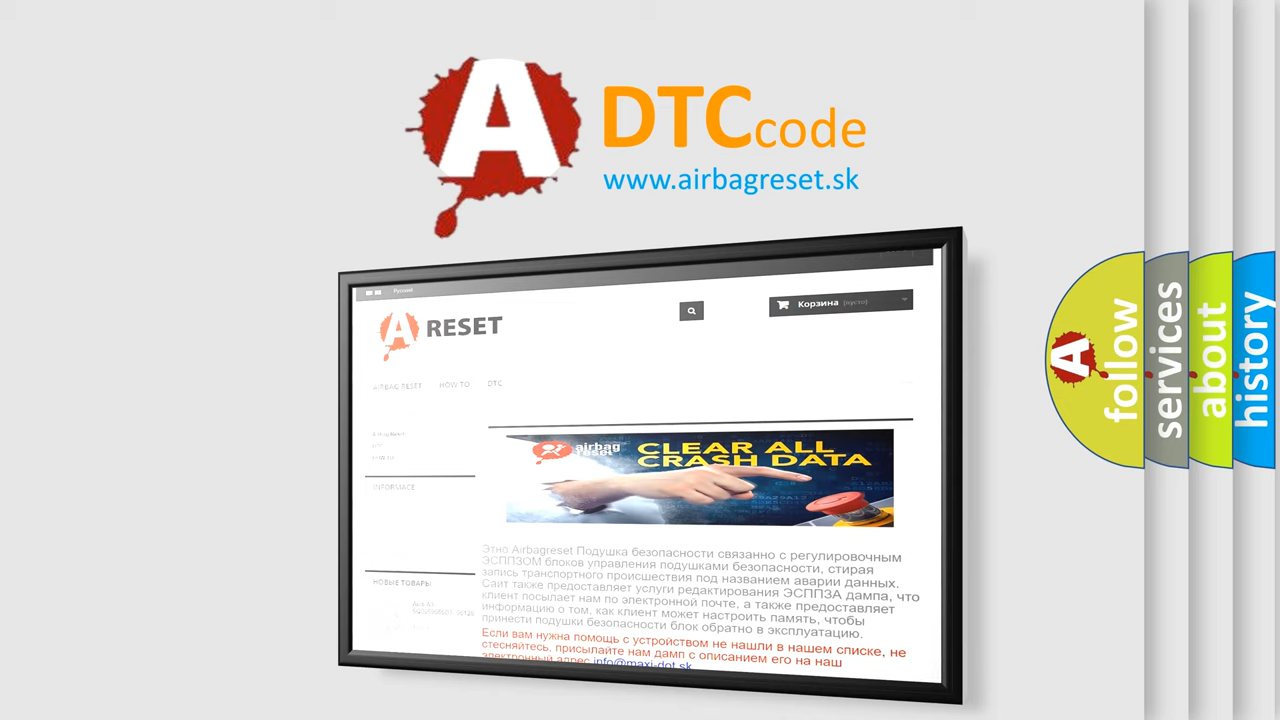 A
DTCcode
www.airbagreset.sk
Русский
Корзина (пусто)
A RESET
AIRBAG RESET HOW TO DTC
airbag
reset
CLEAR ALL
CRASH DATA
INFORMACE
НОВЫЕ ТОВАРЫ
Этно Airbagreset Подушка безопасности связанно с регулировочным
ЭСППЗОМ блоков управления подушками безопасности, стирая
запись транспортного происшествия под названием аварии данных.
Сайт также предоставляет услуги редактирования ЭСППЗА дампа, что
клиент посылает нам по электронной почте, а также предоставляет
информацию о том, как клиент может настроить память, чтобы
принести подушки безопасности блок обратно в эксплуатацию.
Если вам нужна помощь с устройством не нашли в нашем списке, не
стесняйтесь, присылайте нам дамп с описанием его на наш
электронный адрес info@maxi-dot.sk
A
follow
services
about
history